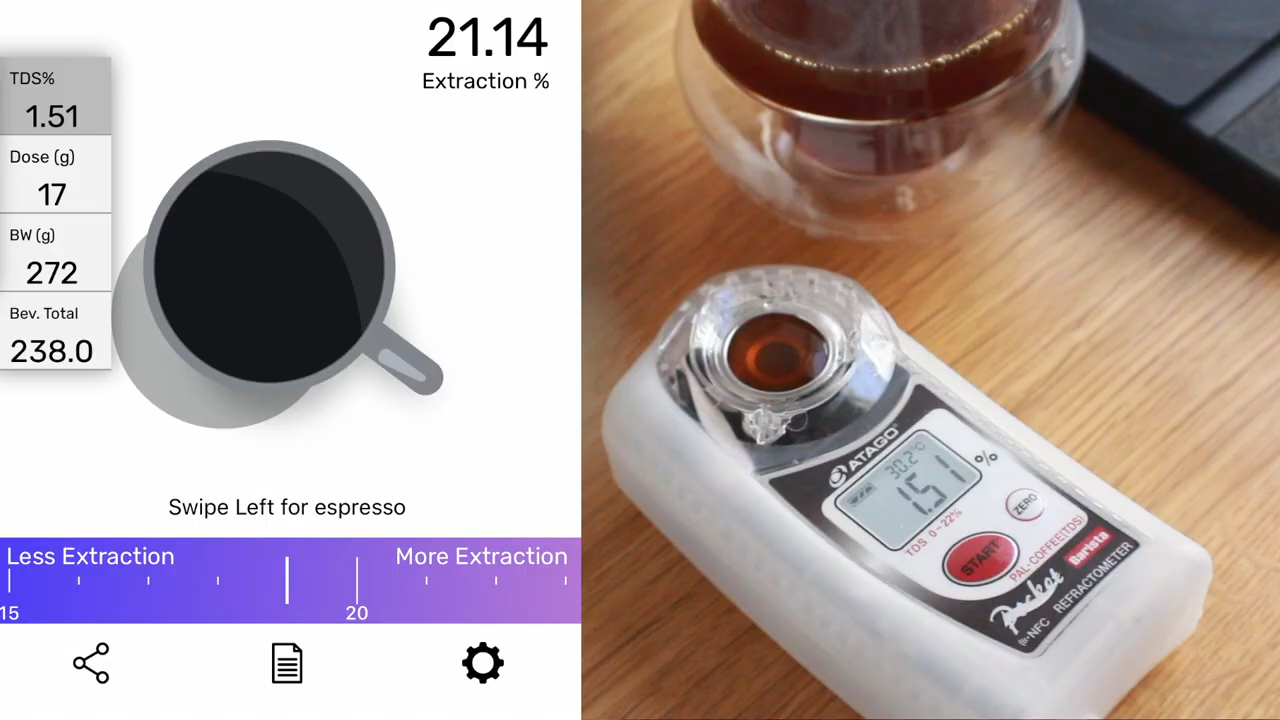 21.14
Extraction %
TDS%
1.51
Dose (g)
17
BW (g)
272
Bev. Total
238.0
Swipe Left for espresso
Less Extraction
More Extraction
15
20
ATAGO
30.2°C
1.51
%
TDS 0~22%
ZERO
START
PAL-COFFEE(TDS)
Barista
Pocket
NFC REFRACTOMETER